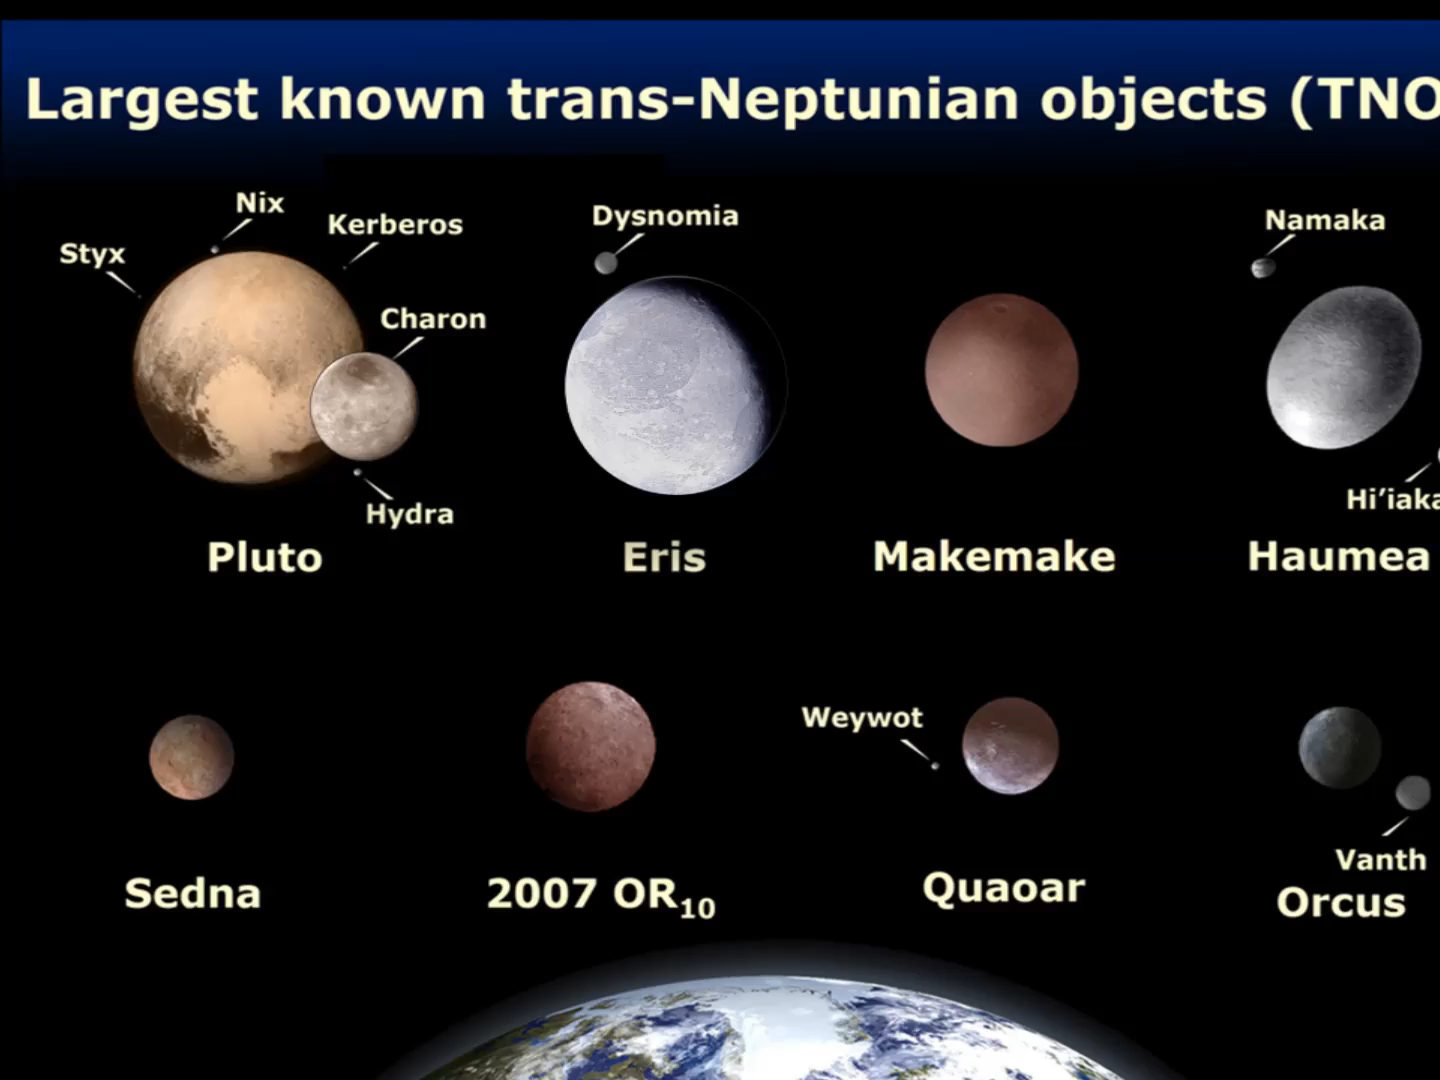 Largest known trans-Neptunian objects (TNO
Nix
Kerberos
Styx
Charon
Hydra
Pluto
Dysnomia
Eris
Makemake
Namaka
Hi’iaka
Haumea
Sedna
2007 OR₁₀
Weywot
Quaoar
Vanth
Orcus